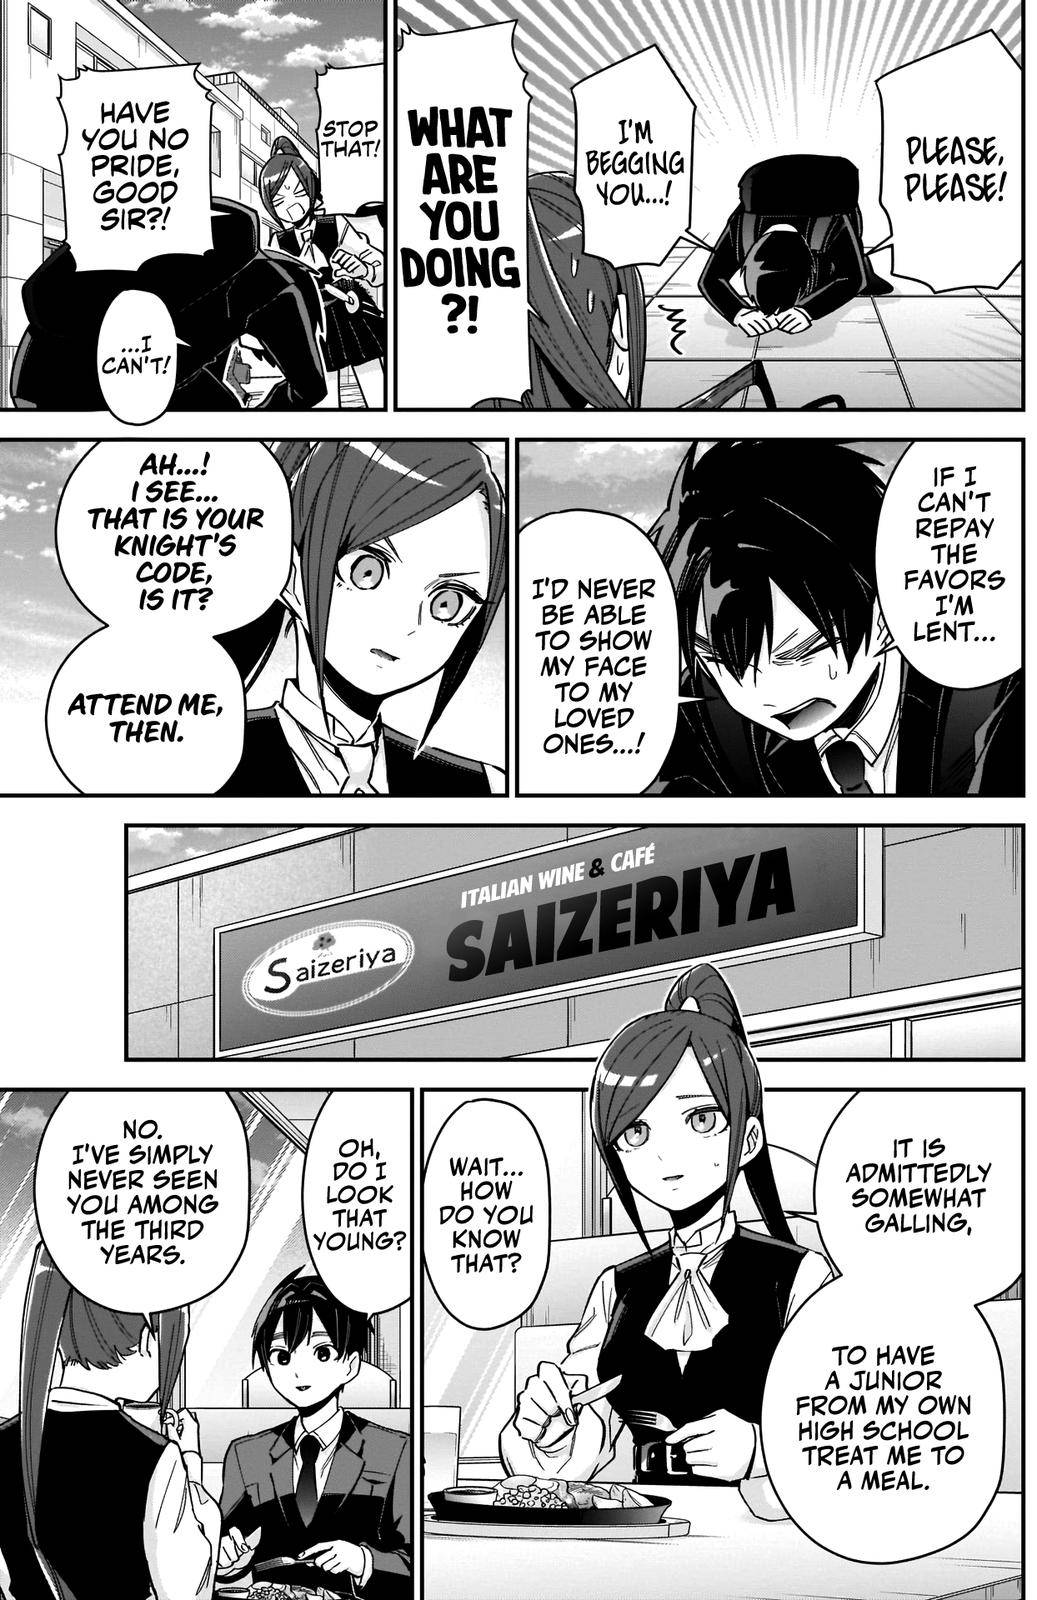 PLEASE,
PLEASE!
I'M
BEGGING
YOU...!
WHAT
ARE
YOU
DOING
?!
STOP
THAT!
HAVE
YOU NO
PRIDE,
GOOD
SIR?!
...I
CAN'T!
IF I
CAN'T
REPAY
THE
FAVORS
I'M
LENT...
I'D NEVER
BE ABLE
TO SHOW
MY FACE
TO MY
LOVED
ONES...!
AH...!
I SEE...
THAT IS YOUR
KNIGHT'S
CODE,
IS IT?
ATTEND ME,
THEN.
ITALIAN WINE & CAFÉ
SAIZERIYA
Saizeriya
IT IS
ADMITTEDLY
SOMEWHAT
GALLING,
TO HAVE
A JUNIOR
FROM MY OWN
HIGH SCHOOL
TREAT ME TO
A MEAL.
WAIT...
HOW
DO YOU
KNOW
THAT?
OH,
DO I
LOOK
THAT
YOUNG?
NO.
I'VE SIMPLY
NEVER SEEN
YOU AMONG
THE THIRD
YEARS.